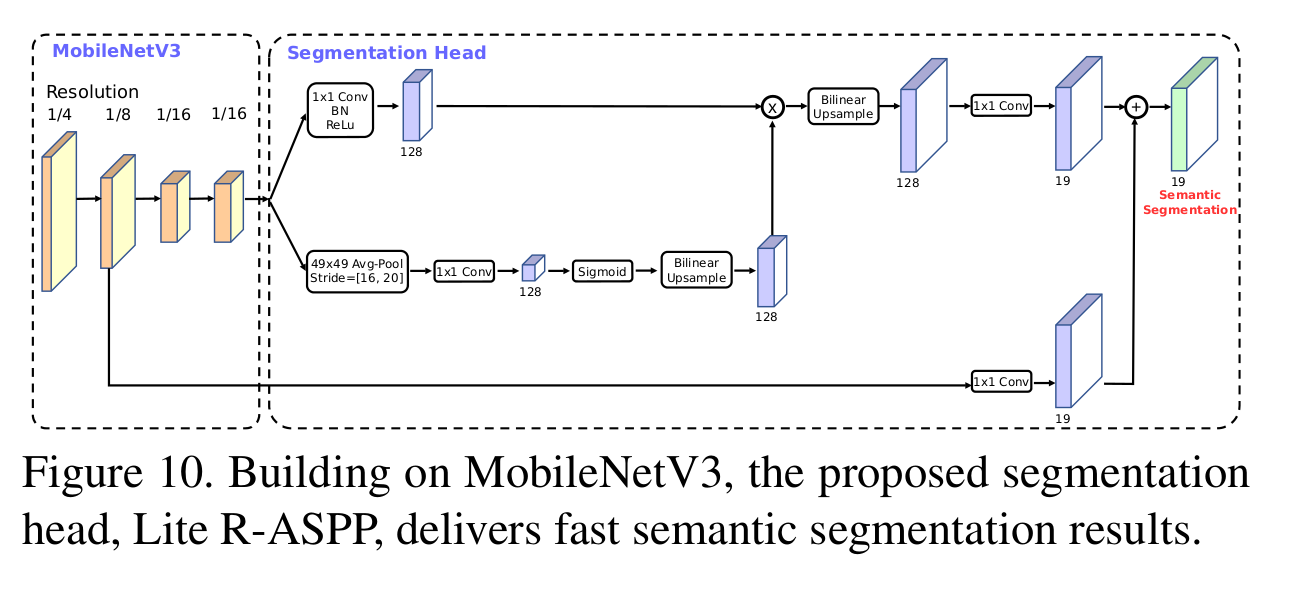 MobileNetV3
Segmentation Head
Resolution
1/4 1/8 1/16 1/16
1x1 Conv
BN
ReLu
128
x
Bilinear
Upsample
128
1x1 Conv
19
+
19
Semantic
Segmentation
49x49 Avg-Pool
Stride=[16, 20]
1x1 Conv
128
Sigmoid
Bilinear
Upsample
128
1x1 Conv
19
Figure 10. Building on MobileNetV3, the proposed segmentation
head, Lite R-ASPP, delivers fast semantic segmentation results.